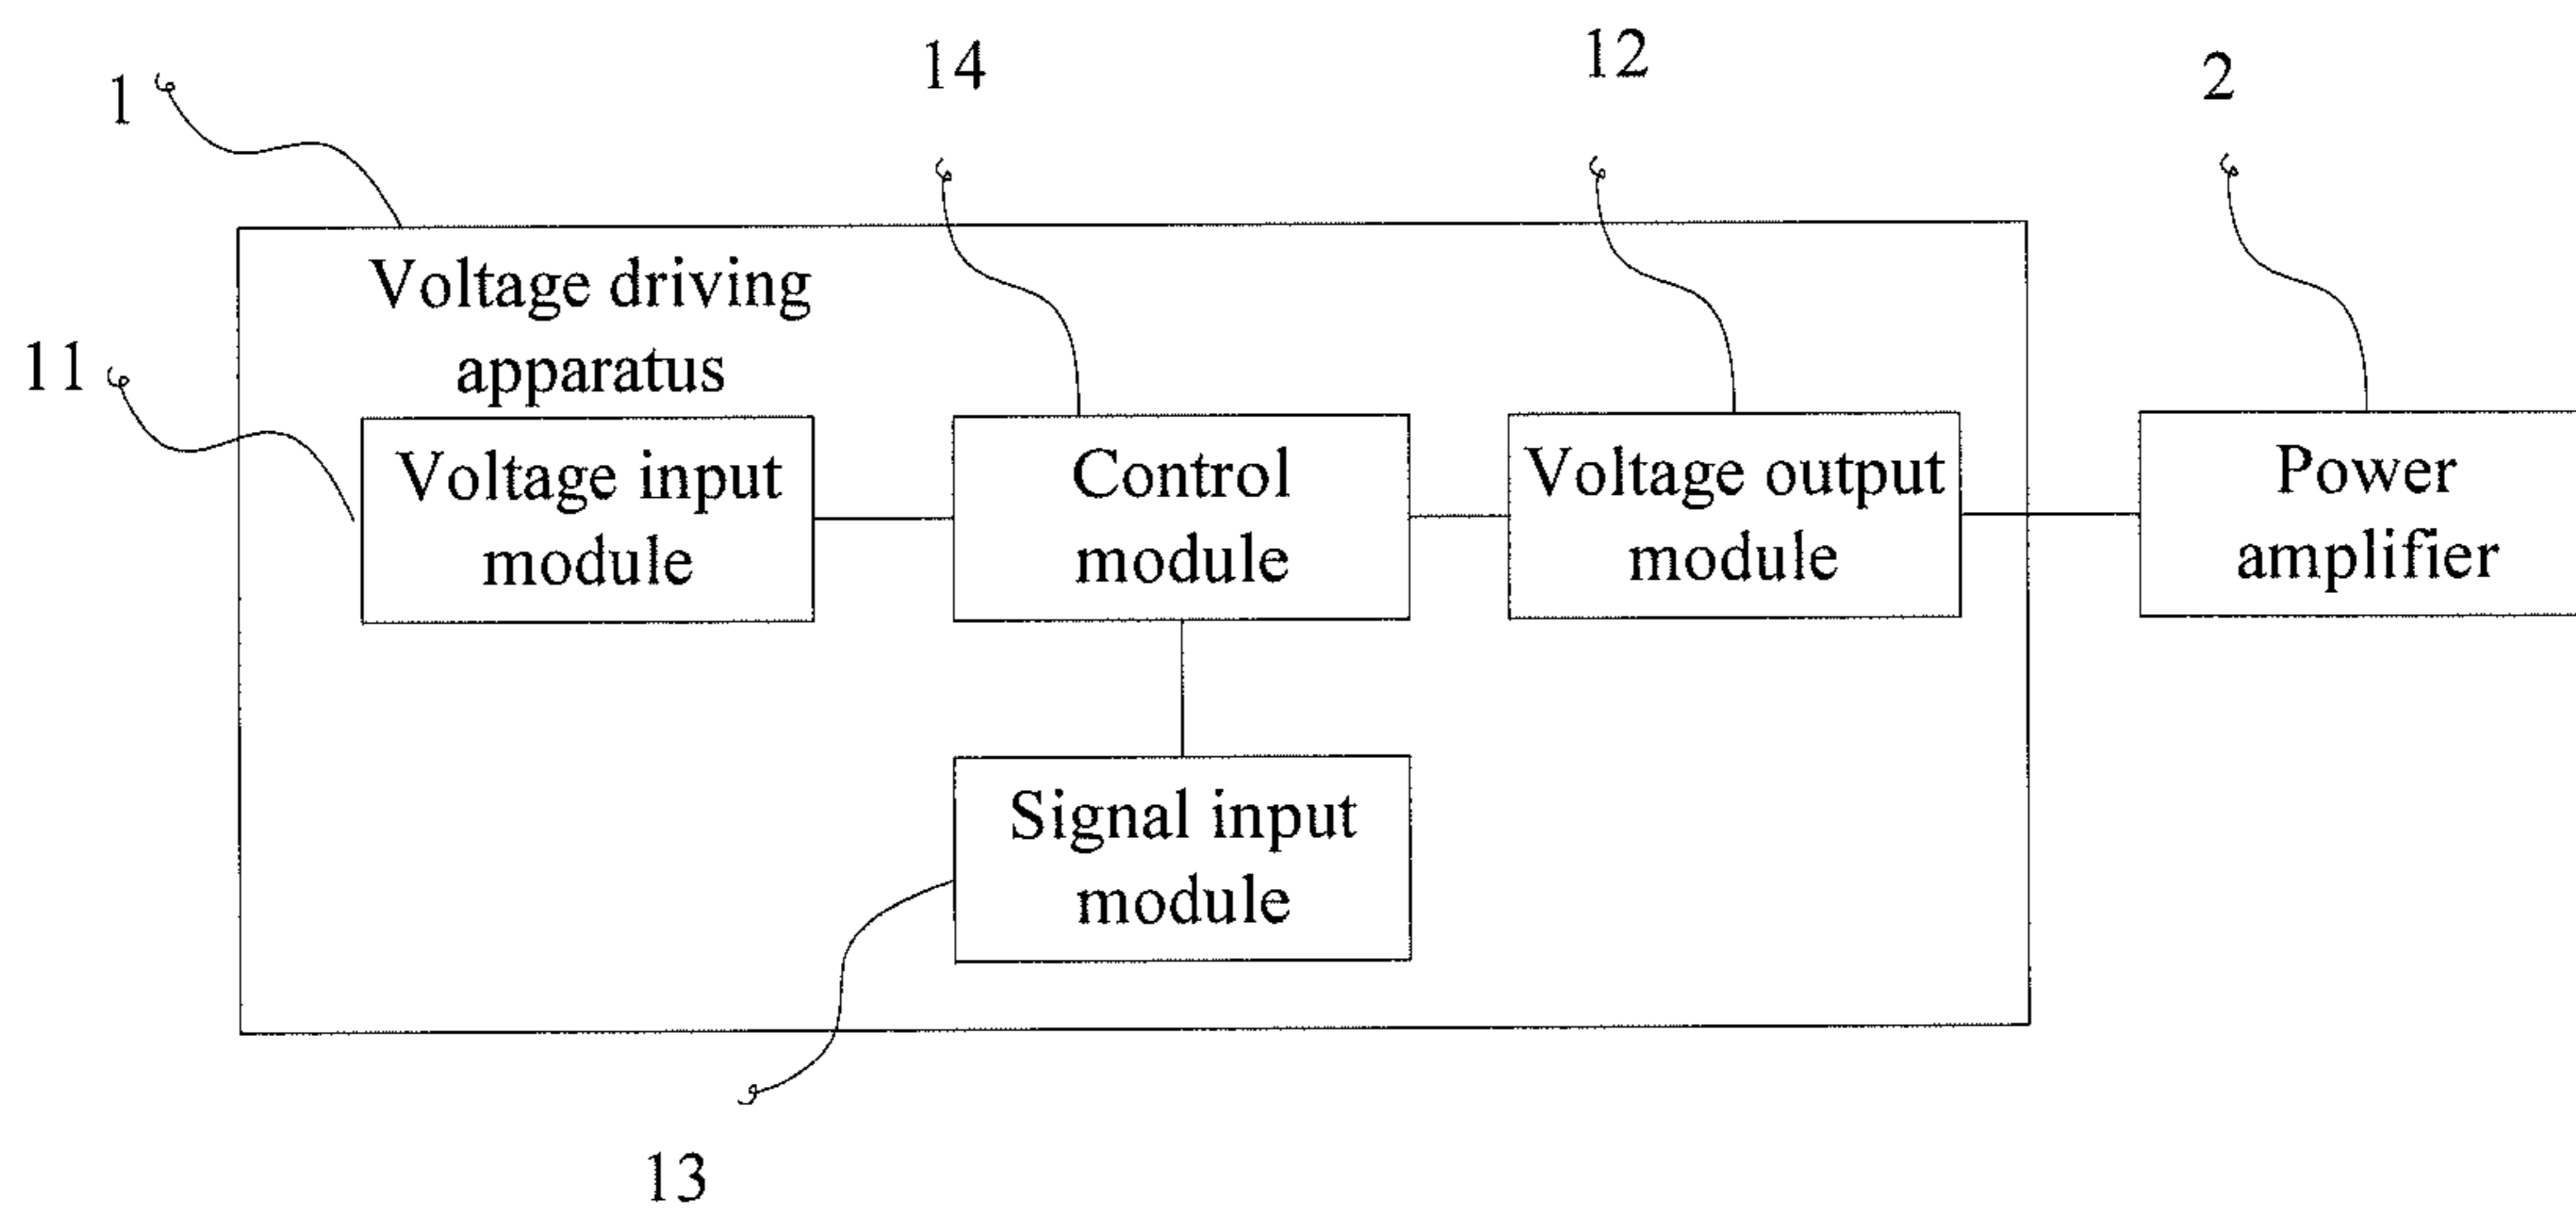 1
14
12
2
Voltage driving
apparatus
11
Voltage input
module
Control
module
Voltage output
module
Power
amplifier
Signal input
module
13